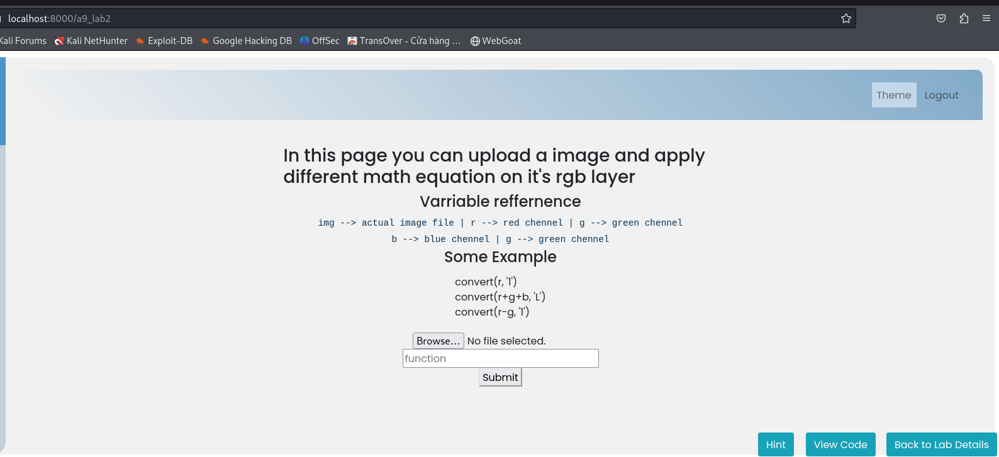 localhost:8000/a9_lab2
Kali Forums Kali NetHunter Exploit-DB Google Hacking DB OffSec TransOver - Cửa hàng … WebGoat
Theme Logout
In this page you can upload a image and apply
different math equation on it's rgb layer
Varriable reffernence
img --> actual image file | r --> red chennel | g --> green chennel
b --> blue chennel | g --> green chennel
Some Example
convert(r, '1')
convert(r+g+b, 'L')
convert(r-g, '1')
Browse... No file selected.
function
Submit
Hint View Code Back to Lab Details